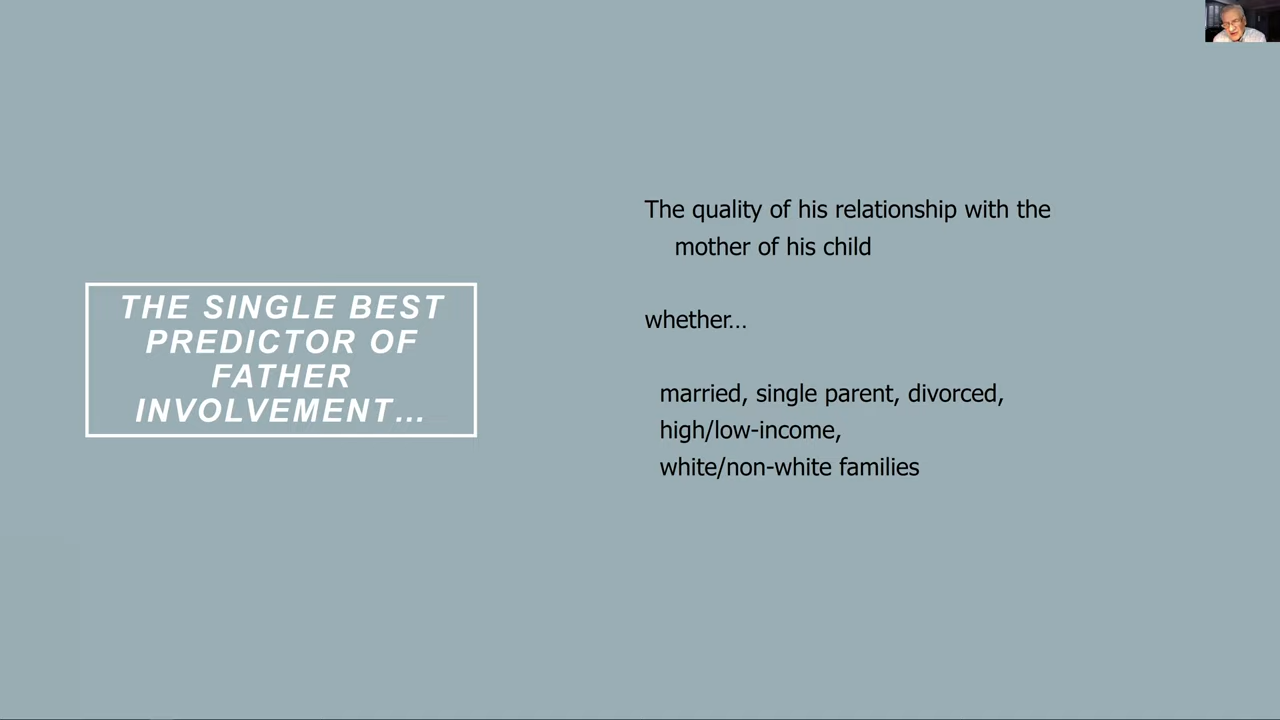 THE SINGLE BEST
PREDICTOR OF
FATHER
INVOLVEMENT…
The quality of his relationship with the
mother of his child
whether…
married, single parent, divorced,
high/low-income,
white/non-white families